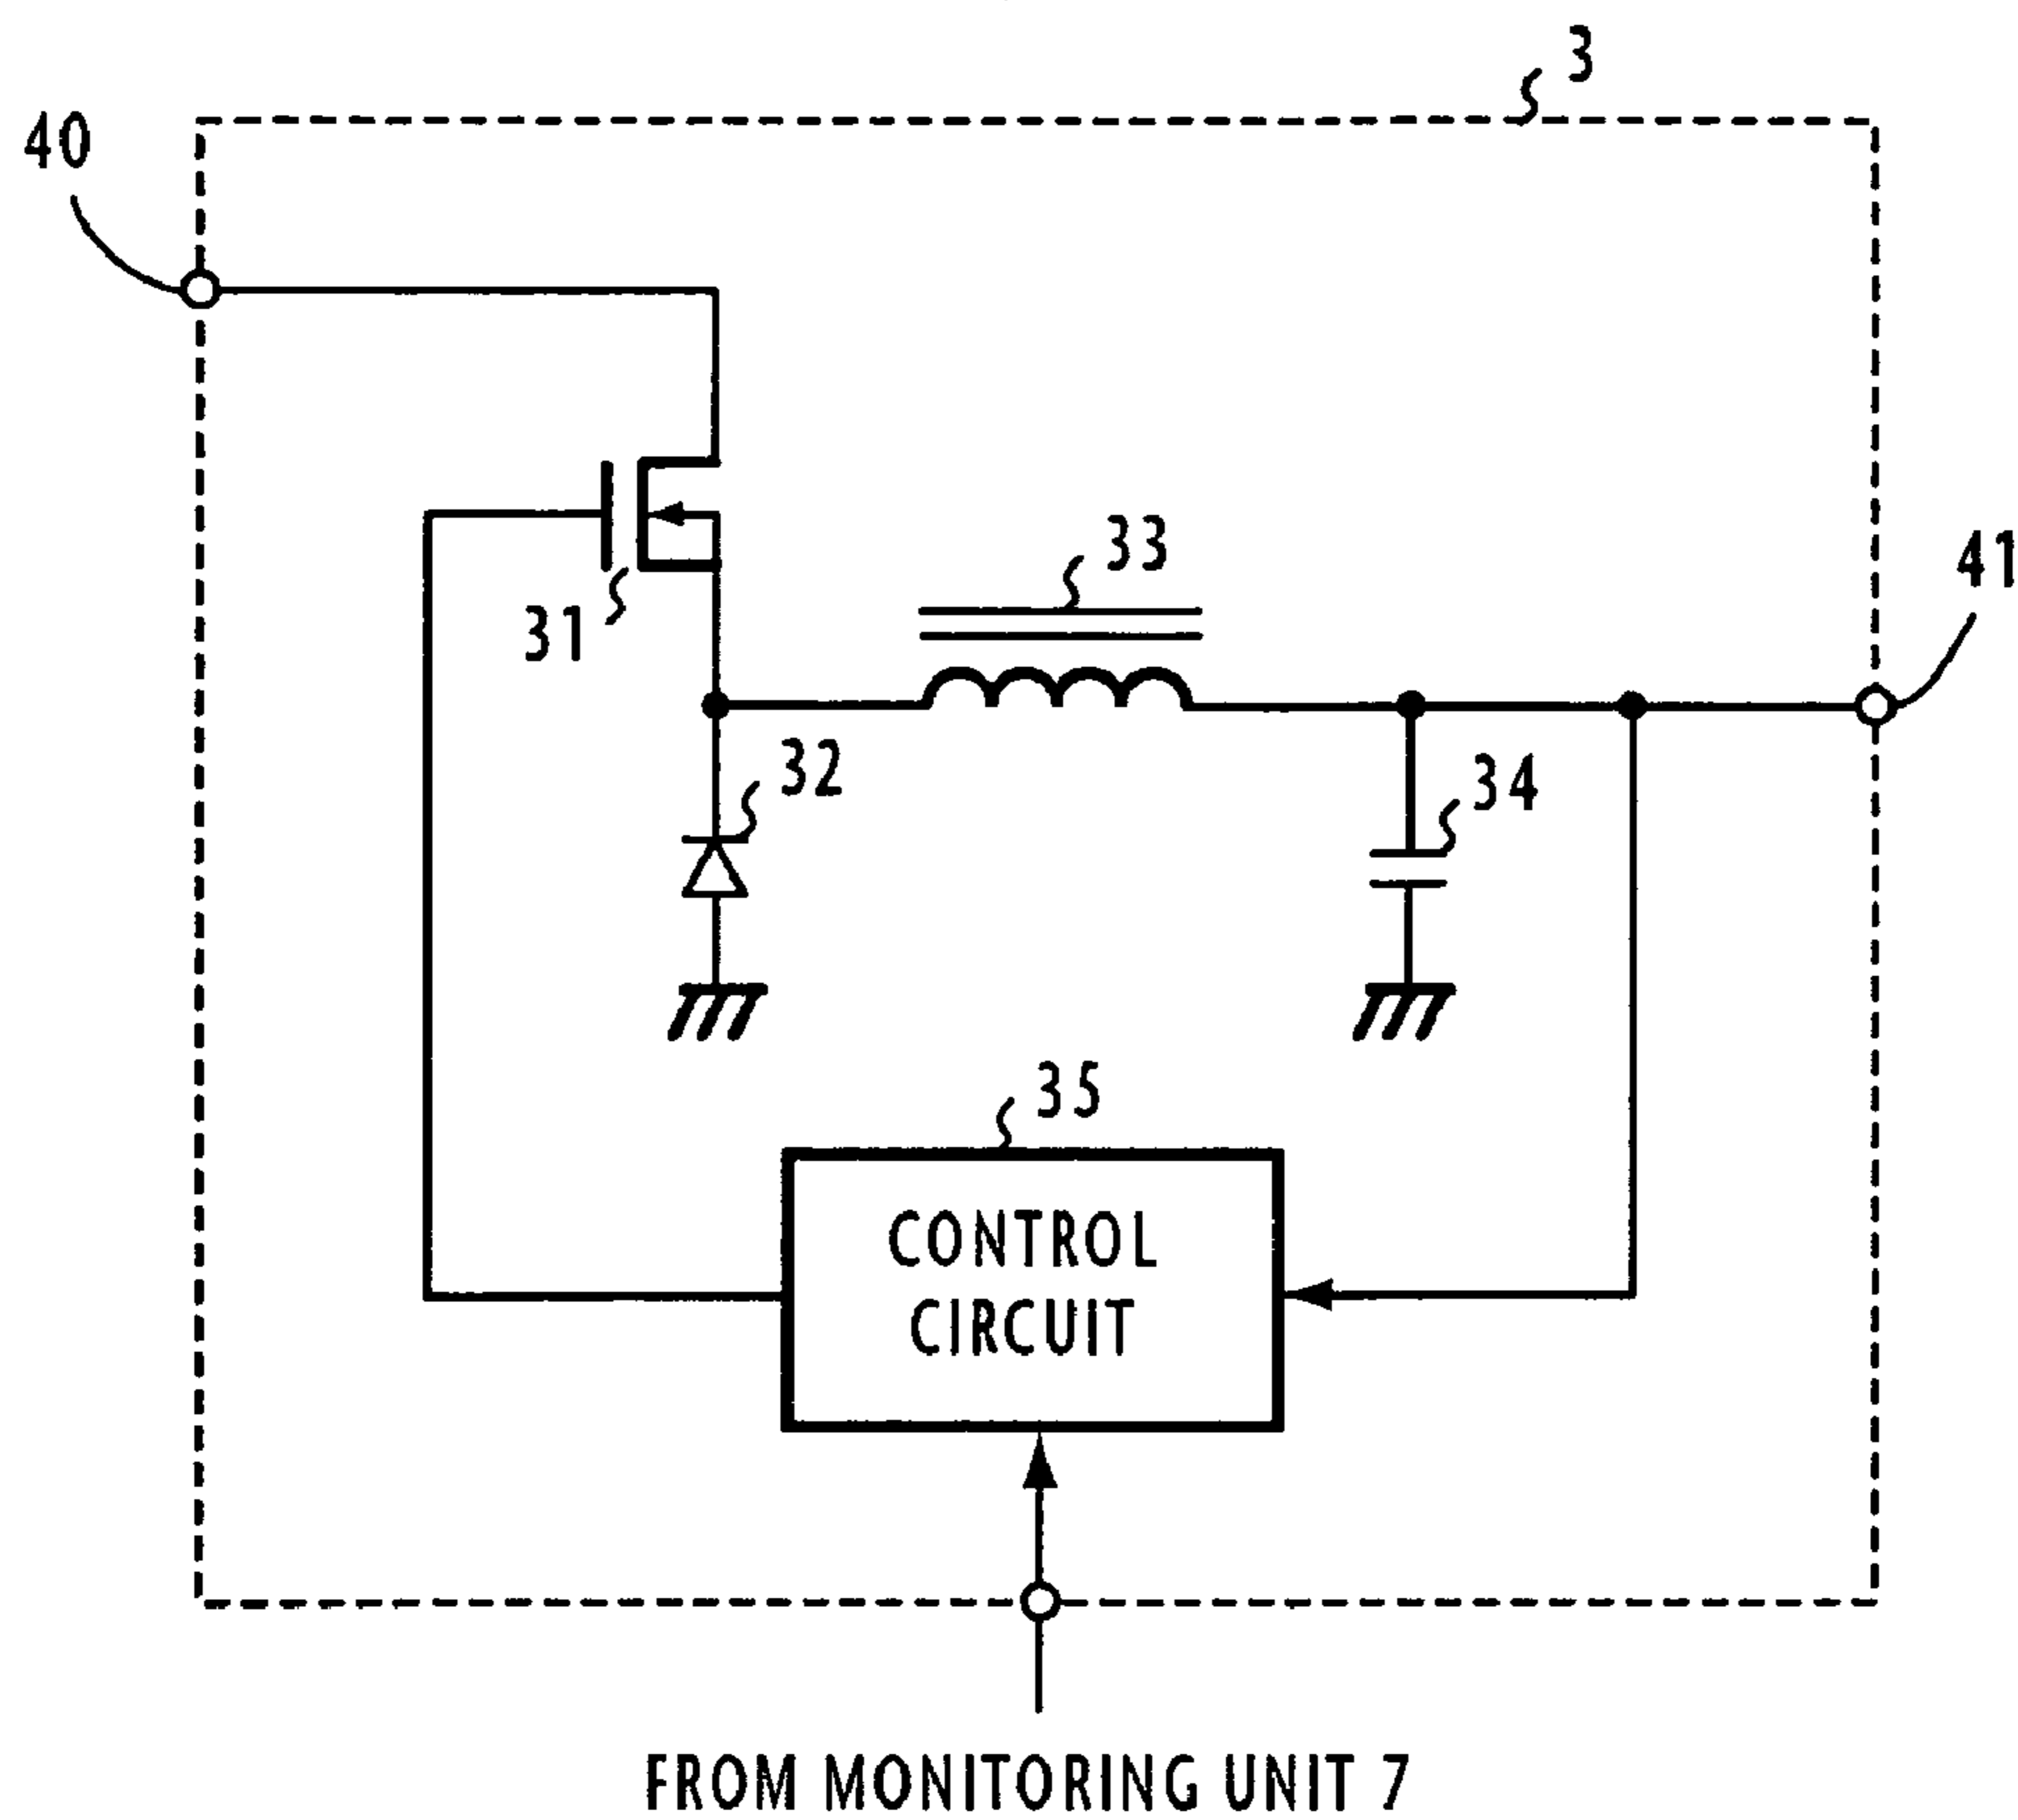 3
40
33
41
31
32
34
35
CONTROL
CIRCUIT
FROM MONITORING UNIT 7